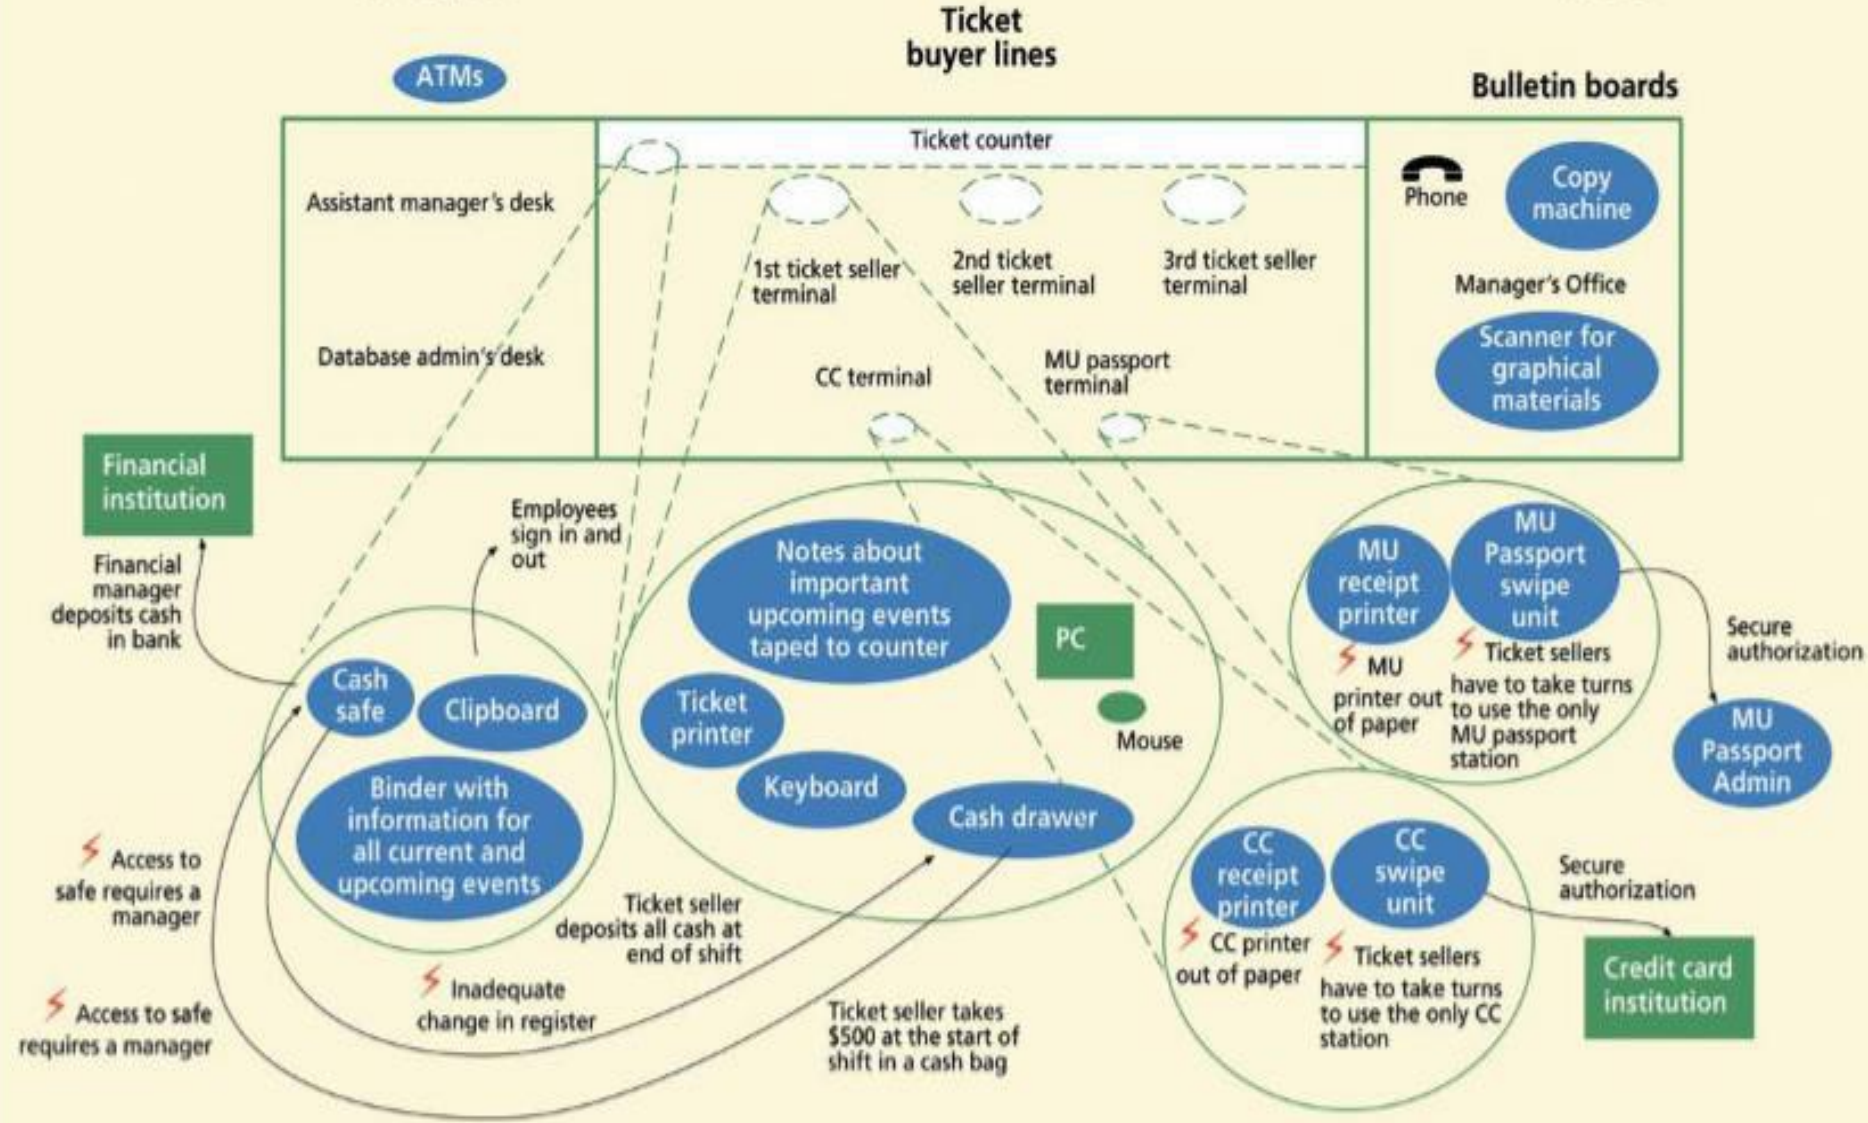 Ticket
buyer lines
ATMs
Bulletin boards
Ticket counter
Assistant manager's desk
Database admin's desk
1st ticket seller
terminal
2nd ticket
seller terminal
3rd ticket seller
terminal
CC terminal
MU passport
terminal
Phone
Copy
machine
Manager's Office
Scanner for
graphical
materials
Financial
institution
Financial
manager
deposits cash
in bank
Employees
sign in and
out
Cash
safe
Clipboard
Binder with
information for
all current and
upcoming events
Access to
safe requires a
manager
Access to safe
requires a manager
Inadequate
change in register
Notes about
important
upcoming events
taped to counter
PC
Mouse
Ticket
printer
Keyboard
Cash drawer
Ticket seller
deposits all cash at
end of shift
Ticket seller takes
$500 at the start of
shift in a cash bag
MU
receipt
printer
MU
Passport
swipe
unit
MU
printer out
of paper
Ticket sellers
have to take turns
to use the only
MU passport
station
Secure
authorization
MU
Passport
Admin
CC
receipt
printer
CC
swipe
unit
CC printer
out of paper
Ticket sellers
have to take turns
to use the only CC
station
Secure
authorization
Credit card
institution